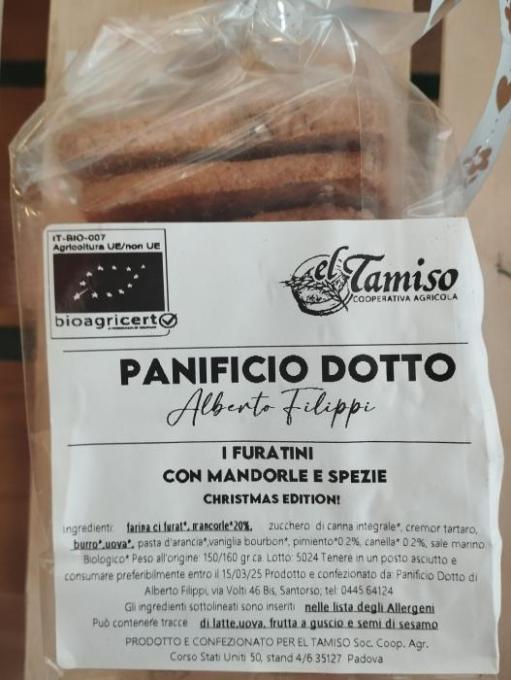 IT-BIO-007
Agricoltura UE/non UE
bioagricert
el Tamiso
COOPERATIVA AGRICOLA
PANIFICIO DOTTO
Alberto Filippi
I FURATINI
CON MANDORLE E SPEZIE
CHRISTMAS EDITION!
Ingredienti: farina di furat*, mandorle*20%, zucchero di canna integrale*, cremor tartaro,
burro*,uova*, pasta d'arancia*,vaniglia bourbon*, pimiento*0.2%, canella* 0.2%, sale marino.
Biologico* Peso all'origine: 150/160 gr ca. Lotto: 5024 Tenere in un posto asciutto e
consumare preferibilmente entro il 15/03/25 Prodotto e confezionato da: Panificio Dotto di
Alberto Filippi, via Volti 46 Bis, Santorso; tel: 0445 64124
Gli ingredienti sottolineati sono inseriti nelle lista degli Allergeni
Può contenere tracce di latte,uova, frutta a guscio e semi di sesamo
PRODOTTO E CONFEZIONATO PER EL TAMISO Soc. Coop. Agr.
Corso Stati Uniti 50, stand 4/6 35127 Padova